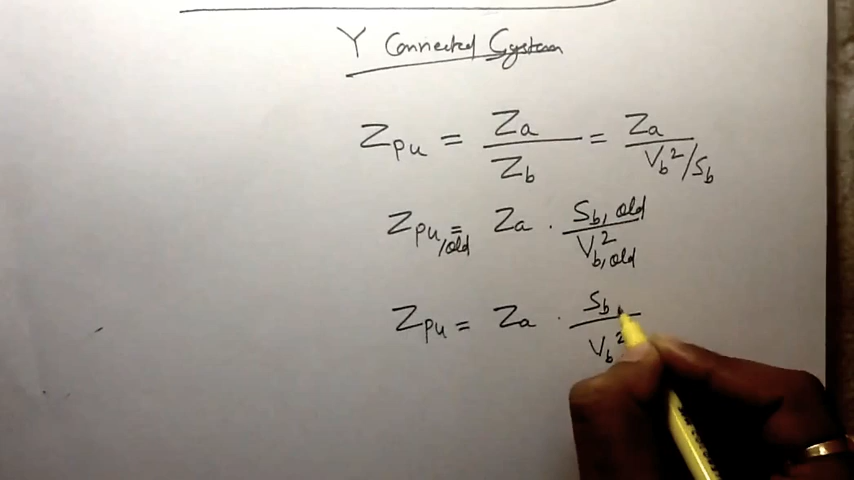 Y Connected System
Zpu = Za / Zb = Za / Vb²/Sb
Zpu/old = Za · Sb, old / V²b, old
Zpu = Za · Sb, / Vb²